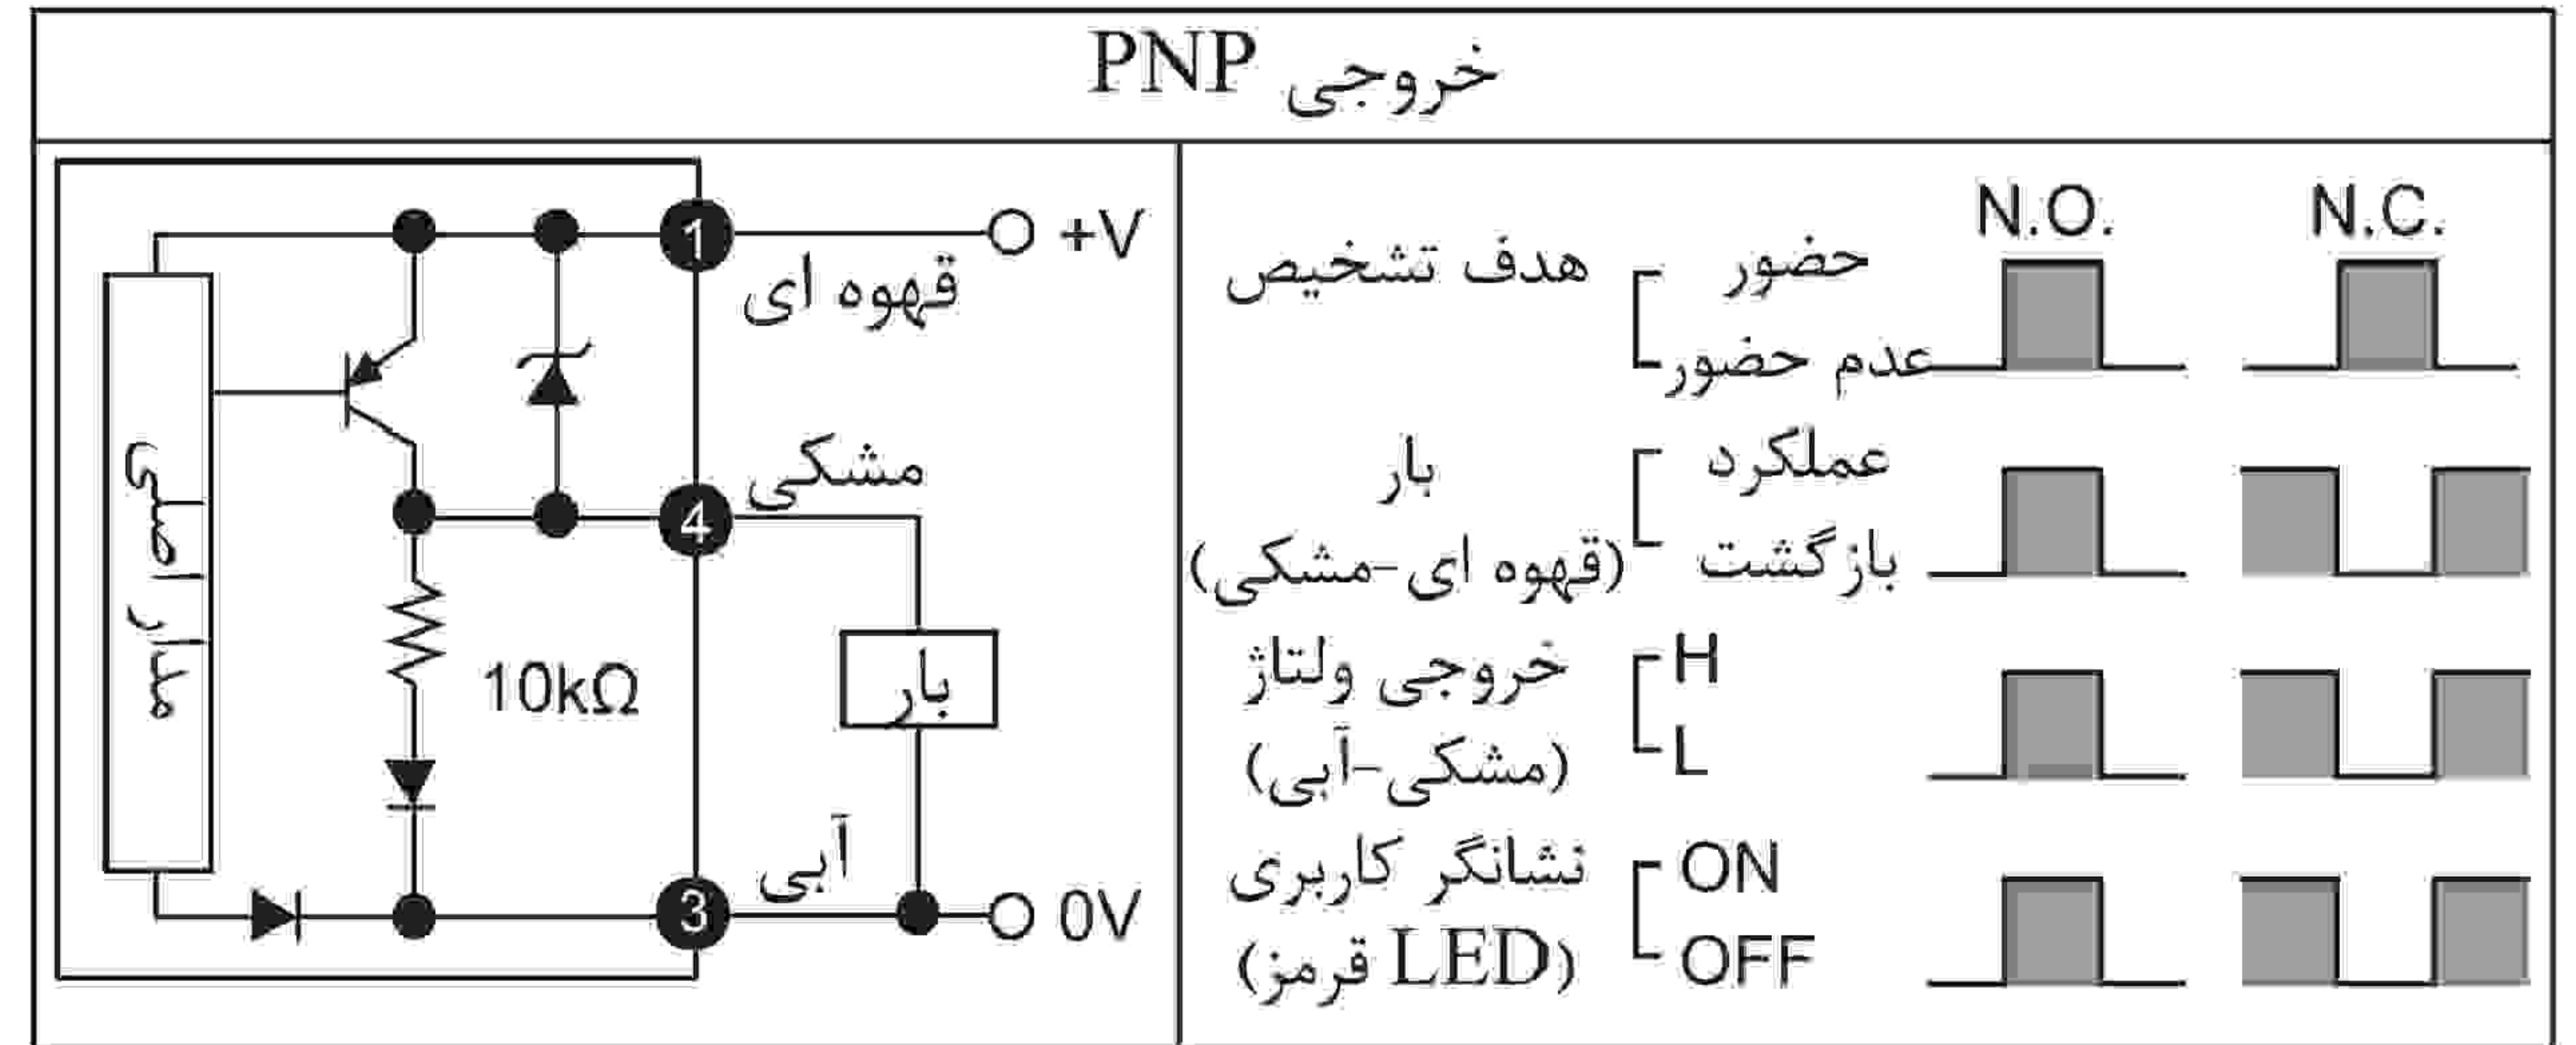 خروجی PNP
1
+V
قهوه ای
مشکی
4
مدار اصلی
10kΩ
بار
آبی
3
0V
N.O.
N.C.
هدف تشخیص
حضور
عدم حضور
بار
(قهوه ای-مشکی)
عملکرد
بازگشت
خروجی ولتاژ
(مشکی-آبی)
H
L
نشانگر کاربری
(LED قرمز)
ON
OFF